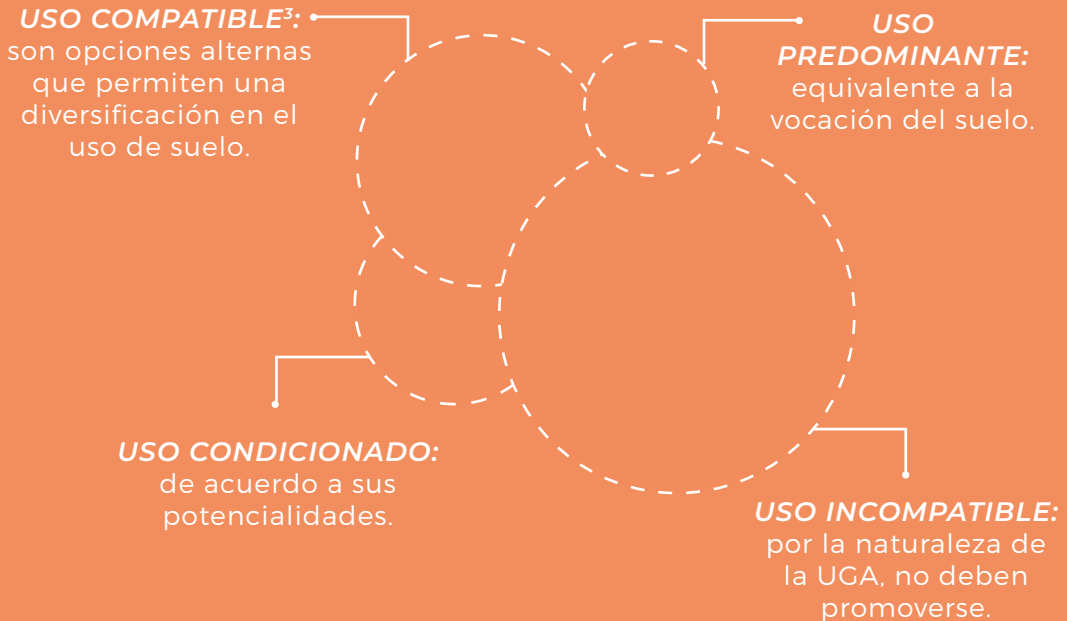 USO COMPATIBLE³:
son opciones alternas
que permiten una
diversificación en el
uso de suelo.
USO
PREDOMINANTE:
equivalente a la
vocación del suelo.
USO CONDICIONADO:
de acuerdo a sus
potencialidades.
USO INCOMPATIBLE:
por la naturaleza de
la UGA, no deben
promoverse.